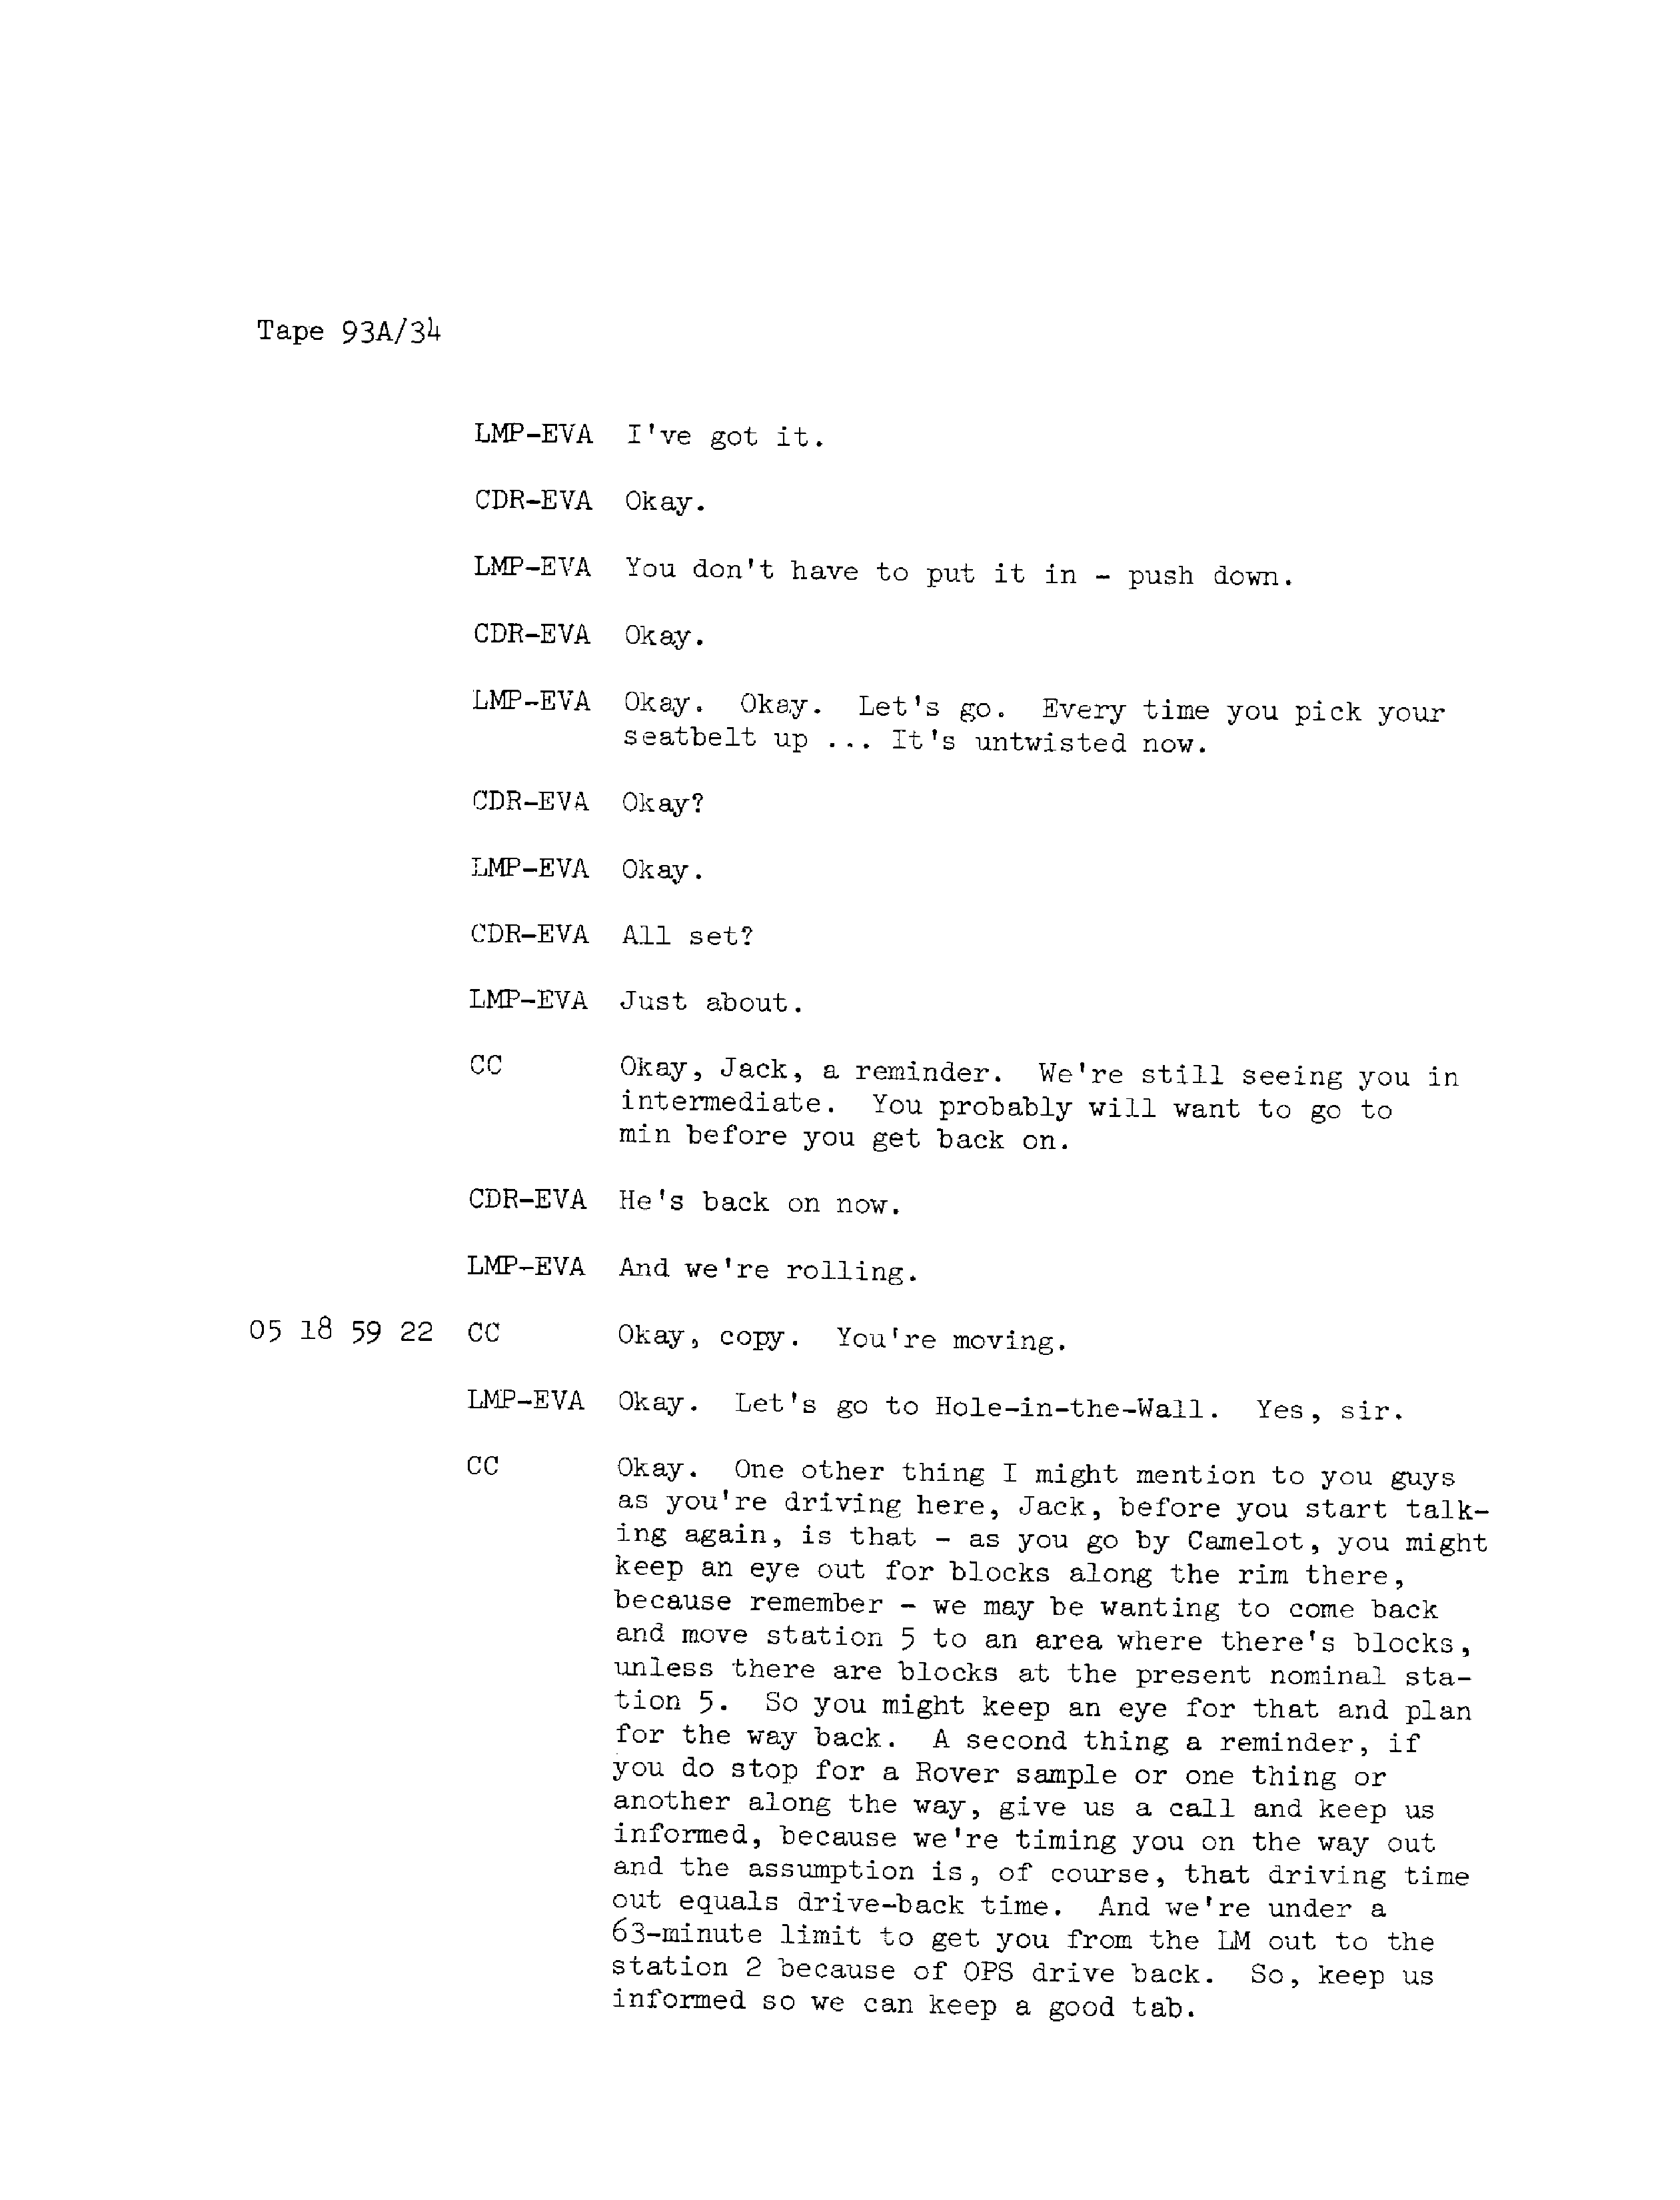 Tape 93A/34
LMP-EVA I've got it.
CDR-EVA Okay.
LMP-EVA You don't have to put it in - push down.
CDR-EVA Okay.
LMP-EVA Okay. Okay. Let's go. Every time you pick your
seatbelt up ... It's untwisted now.
CDR-EVA Okay?
LMP-EVA Okay.
CDR-EVA All set?
LMP-EVA Just about.
CC Okay, Jack, a reminder. We're still seeing you in
intermediate. You probably will want to go to
min before you get back on.
CDR-EVA He's back on now.
LMP-EVA And we're rolling.
05 18 59 22 CC Okay, copy. You're moving.
LMP-EVA Okay. Let's go to Hole-in-the-Wall. Yes, sir.
CC Okay. One other thing I might mention to you guys
as you're driving here, Jack, before you start talk-
ing again, is that - as you go by Camelot, you might
keep an eye out for blocks along the rim there,
because remember - we may be wanting to come back
and move station 5 to an area where there's blocks,
unless there are blocks at the present nominal sta-
tion 5. So you might keep an eye for that and plan
for the way back. A second thing a reminder, if
you do stop for a Rover sample or one thing or
another along the way, give us a call and keep us
informed, because we're timing you on the way out
and the assumption is, of course, that driving time
out equals drive-back time. And we're under a
63-minute limit to get you from the LM out to the
station 2 because of OPS drive back. So, keep us
informed so we can keep a good tab.